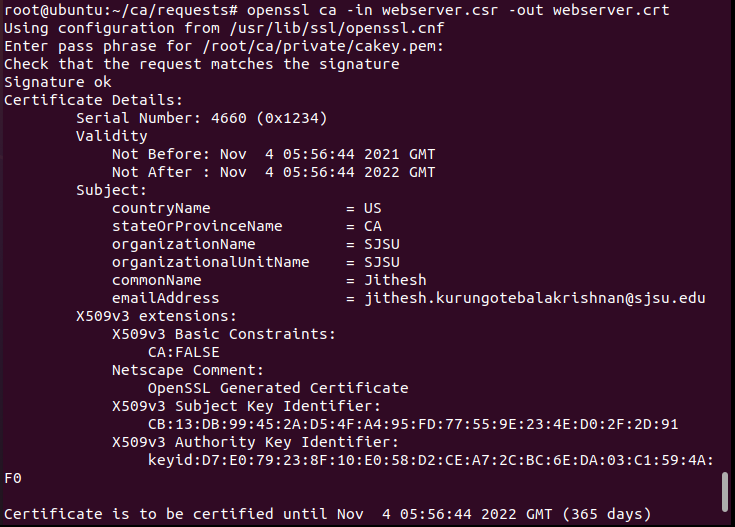 root@ubuntu:~/ca/requests# openssl ca -in webserver.csr -out webserver.crt
Using configuration from /usr/lib/ssl/openssl.cnf
Enter pass phrase for /root/ca/private/cakey.pem:
Check that the request matches the signature
Signature ok
Certificate Details:
        Serial Number: 4660 (0x1234)
        Validity
            Not Before: Nov  4 05:56:44 2021 GMT
            Not After : Nov  4 05:56:44 2022 GMT
        Subject:
            countryName               = US
            stateOrProvinceName       = CA
            organizationName          = SJSU
            organizationalUnitName    = SJSU
            commonName                = Jithesh
            emailAddress              = jithesh.kurungotebalakrishnan@sjsu.edu
        X509v3 extensions:
            X509v3 Basic Constraints:
                CA:FALSE
            Netscape Comment:
                OpenSSL Generated Certificate
            X509v3 Subject Key Identifier:
                CB:13:DB:99:45:2A:D5:4F:A4:95:FD:77:55:9E:23:4E:D0:2F:2D:91
            X509v3 Authority Key Identifier:
                keyid:D7:E0:79:23:8F:10:E0:58:D2:CE:A7:2C:BC:6E:DA:03:C1:59:4A:
F0
Certificate is to be certified until Nov  4 05:56:44 2022 GMT (365 days)